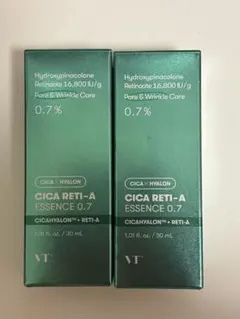 Hydroxypinacolone
Retinoate 16,800 IU/g
Pore & Wrinkle Care
0.7%
CICA × HYALON
CICA RETI-A
ESSENCE 0.7
CICAHYALON™ + RETI-A
1.01 fl. oz. / 30 mL
VT
Hydroxypinacolone
Retinoate 16,800 IU/g
Pore & Wrinkle Care
0.7%
CICA × HYALON
CICA RETI-A
ESSENCE 0.7
CICAHYALON™ + RETI-A
1.01 fl. oz. / 30 mL
VT